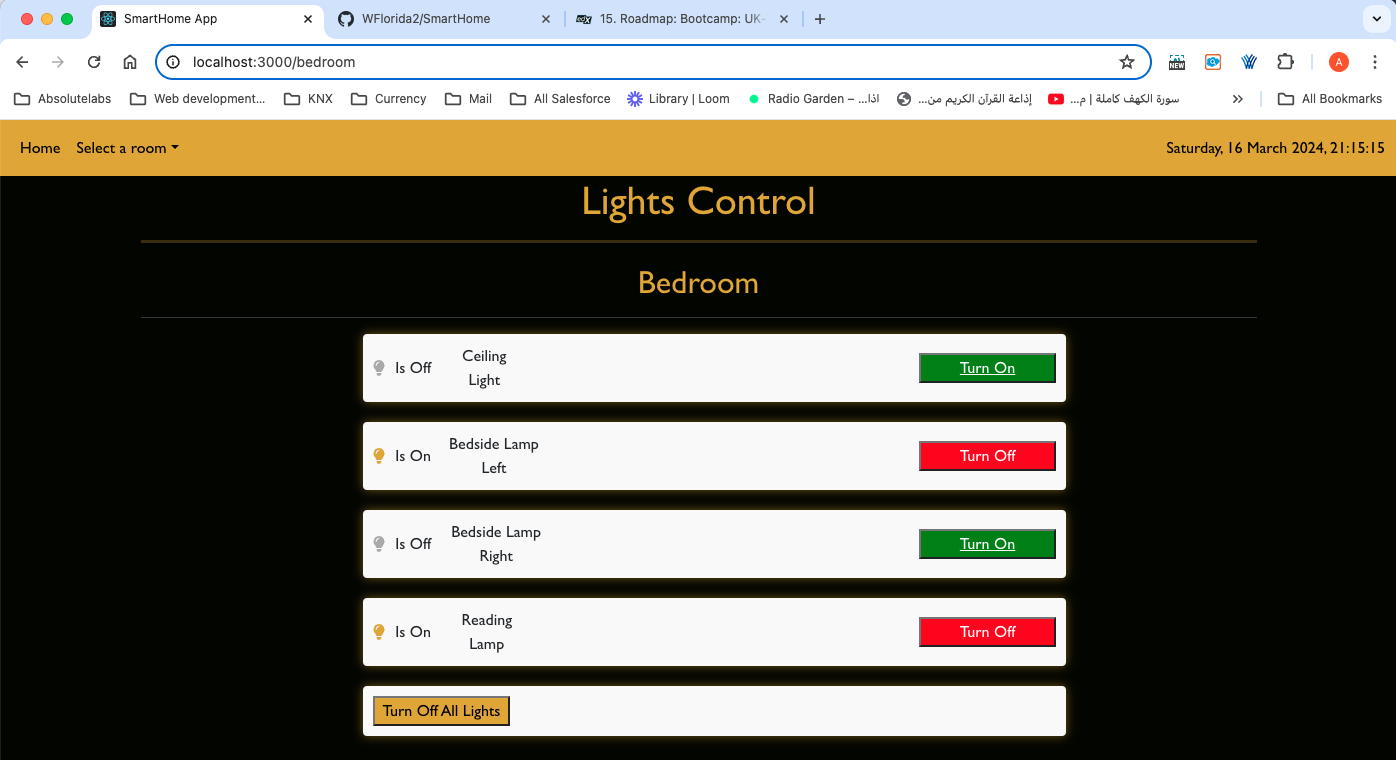 SmartHome App
WFlorida2/SmartHome
15. Roadmap: Bootcamp: UK-
localhost:3000/bedroom
NEW
A
Absolutelabs
Web development...
KNX
Currency
Mail
All Salesforce
Library | Loom
Radio Garden – ...اذا
إذاعة القرآن الكريم من...
سورة الكهف كاملة | م...
All Bookmarks
Home
Select a room
Saturday, 16 March 2024, 21:15:15
Lights Control
Bedroom
Is Off
Ceiling
Light
Turn On
Is On
Bedside Lamp
Left
Turn Off
Is Off
Bedside Lamp
Right
Turn On
Is On
Reading
Lamp
Turn Off
Turn Off All Lights